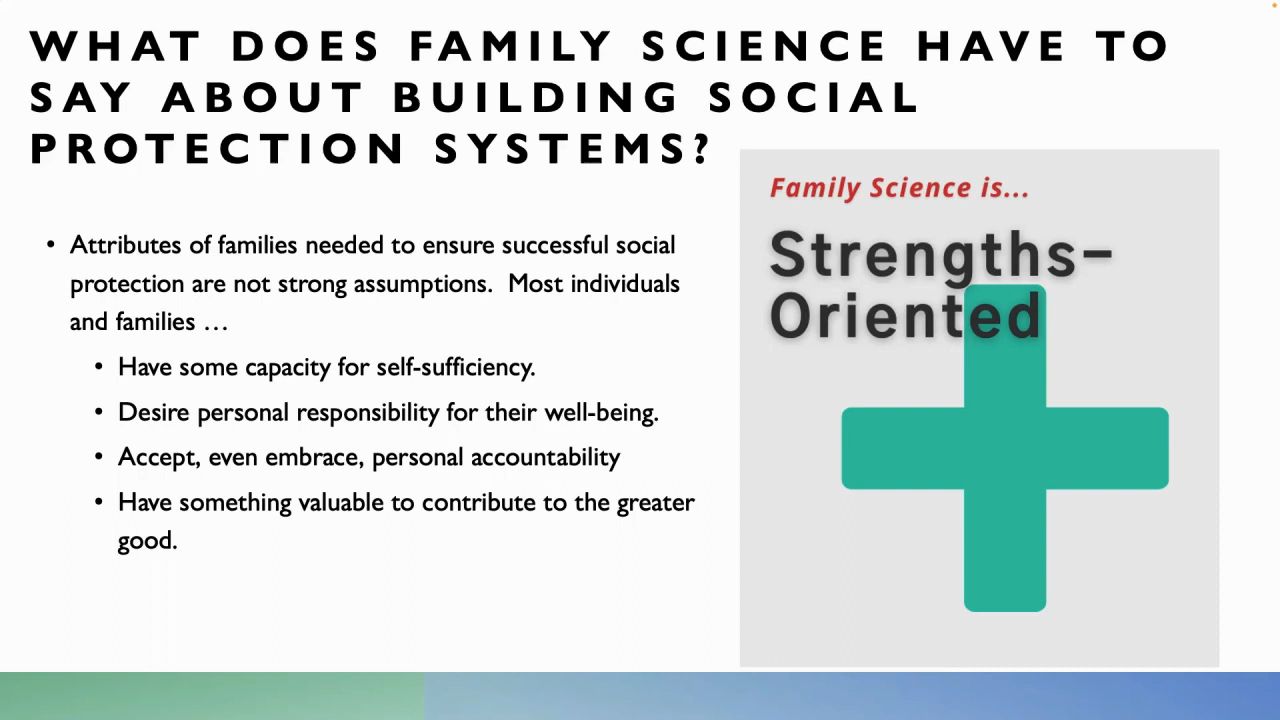 WHAT DOES FAMILY SCIENCE HAVE TO
SAY ABOUT BUILDING SOCIAL
PROTECTION SYSTEMS?
• Attributes of families needed to ensure successful social
protection are not strong assumptions.  Most individuals
and families …
• Have some capacity for self-sufficiency.
• Desire personal responsibility for their well-being.
• Accept, even embrace, personal accountability
• Have something valuable to contribute to the greater
good.
Family Science is...
Strengths-
Oriented